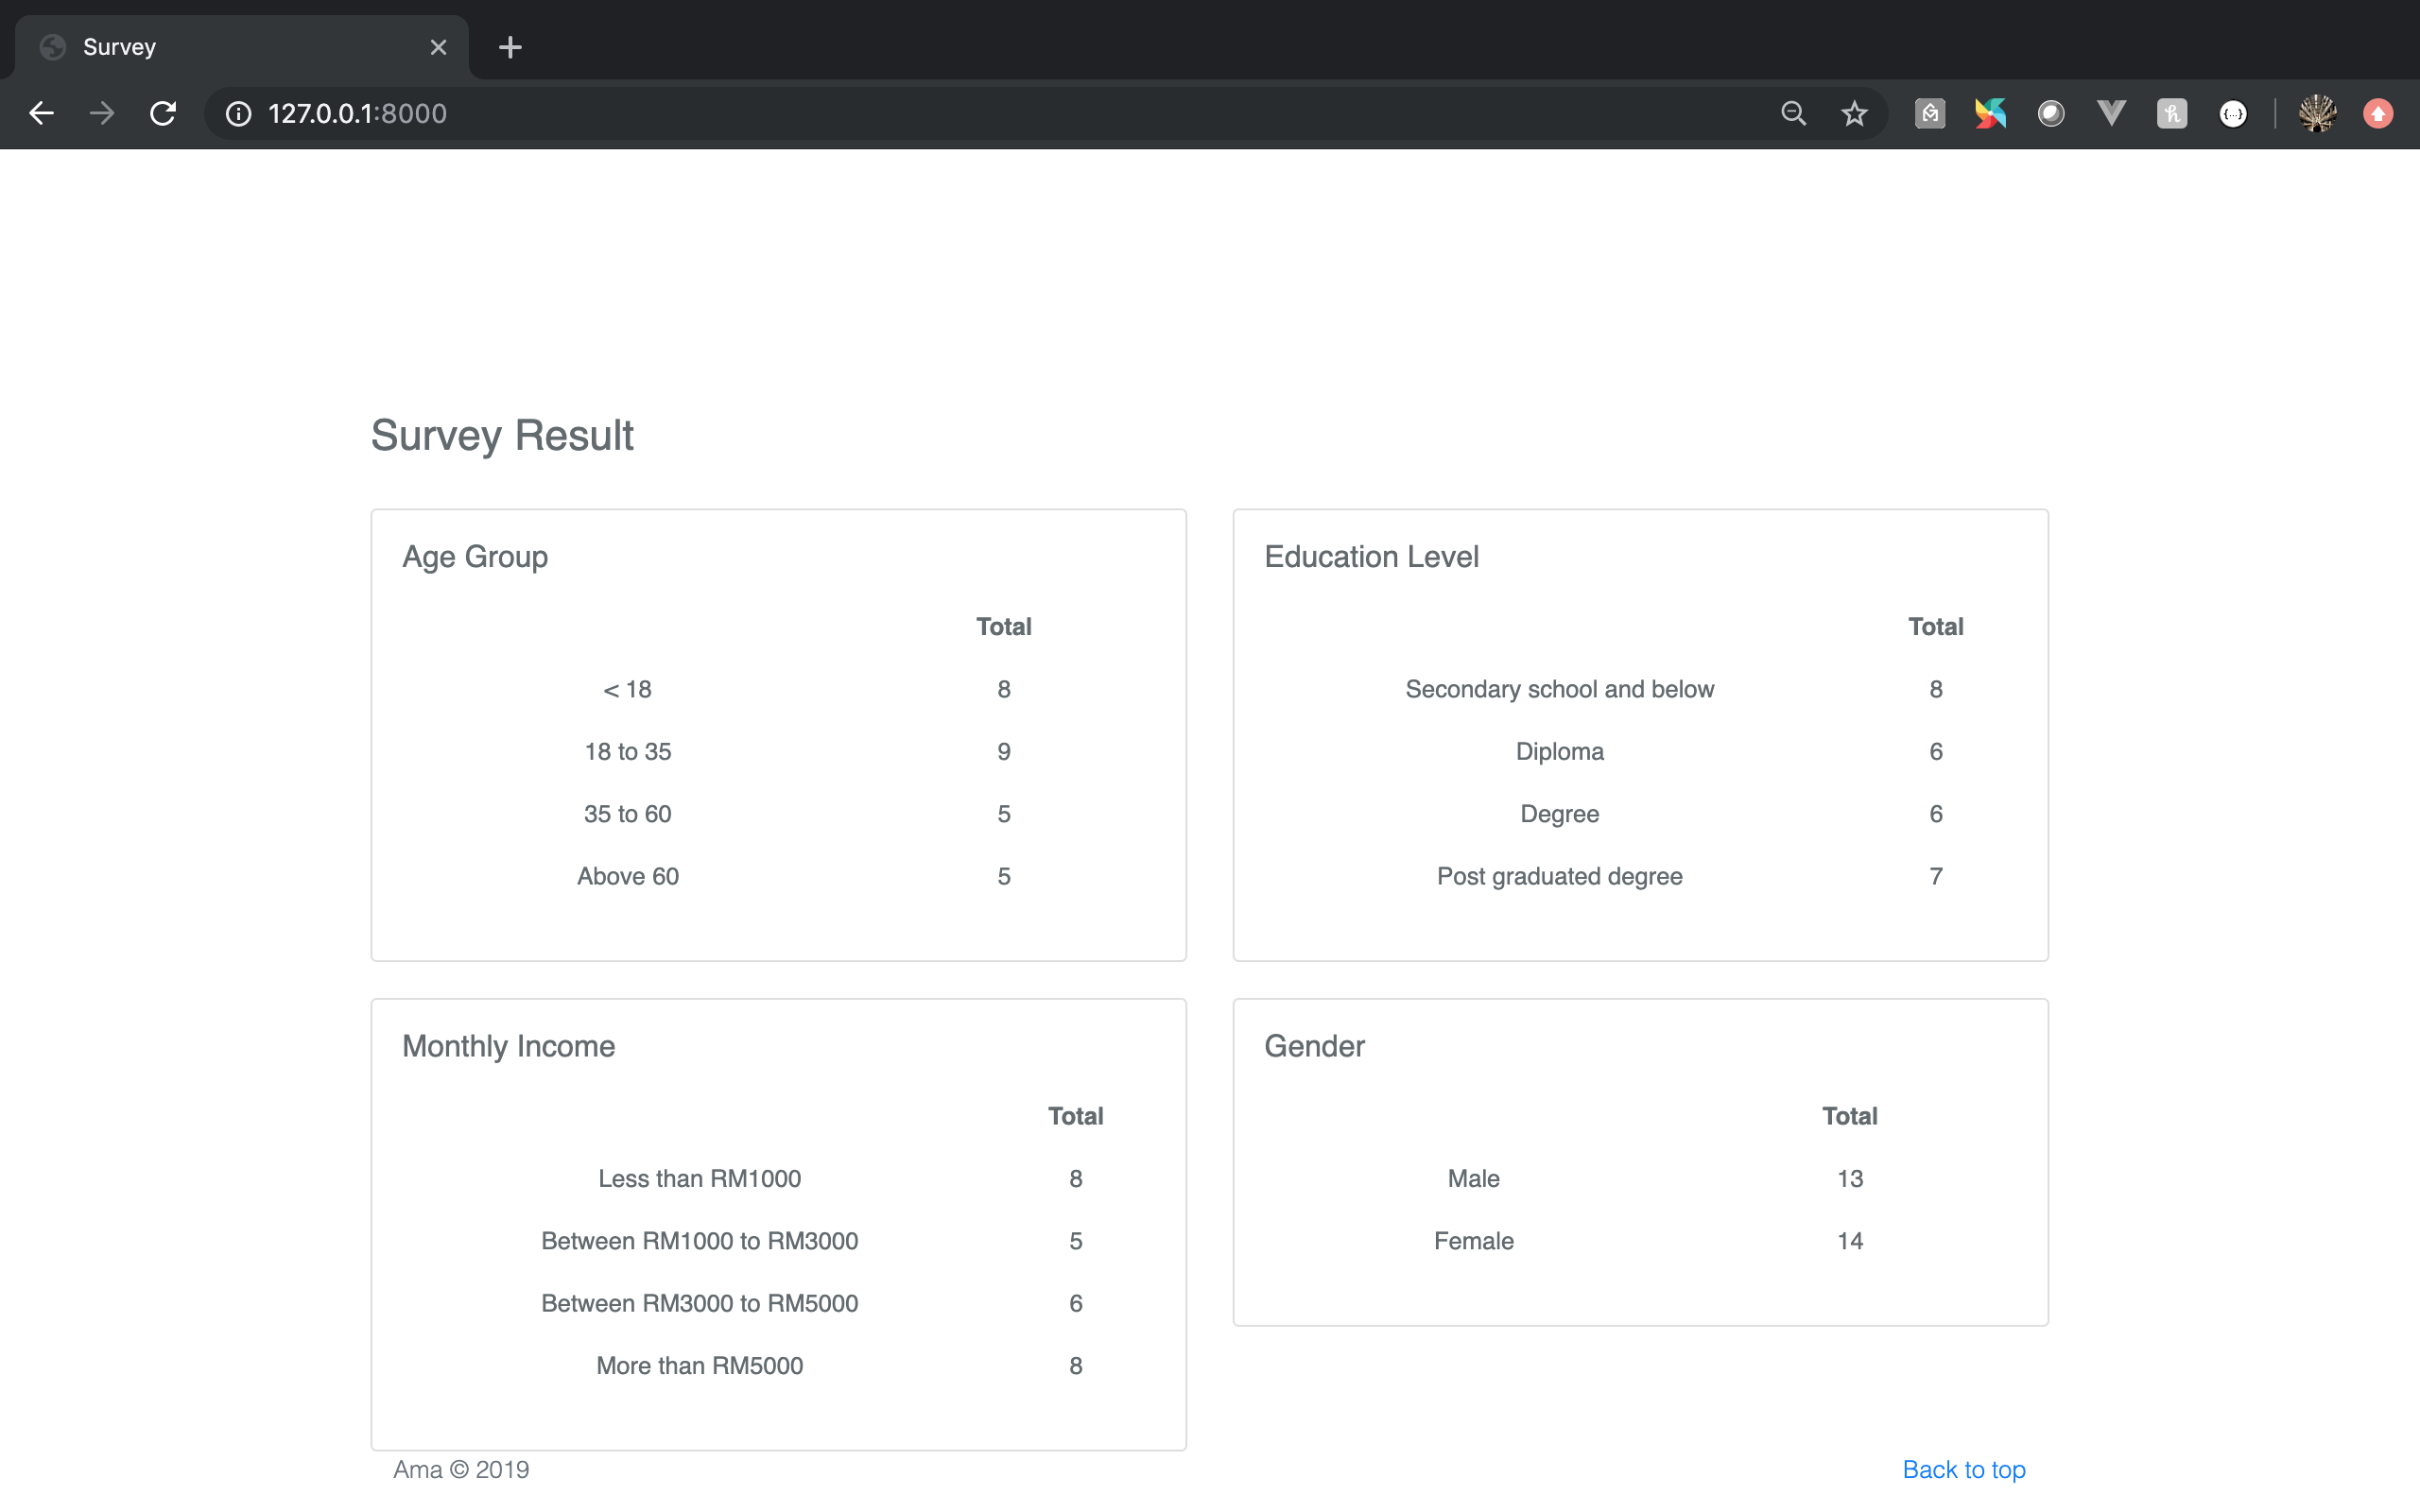 Survey
127.0.0.1:8000
Survey Result
Age Group
Total
< 18 8
18 to 35 9
35 to 60 5
Above 60 5
Education Level
Total
Secondary school and below 8
Diploma 6
Degree 6
Post graduated degree 7
Monthly Income
Total
Less than RM1000 8
Between RM1000 to RM3000 5
Between RM3000 to RM5000 6
More than RM5000 8
Gender
Total
Male 13
Female 14
Ama © 2019
Back to top